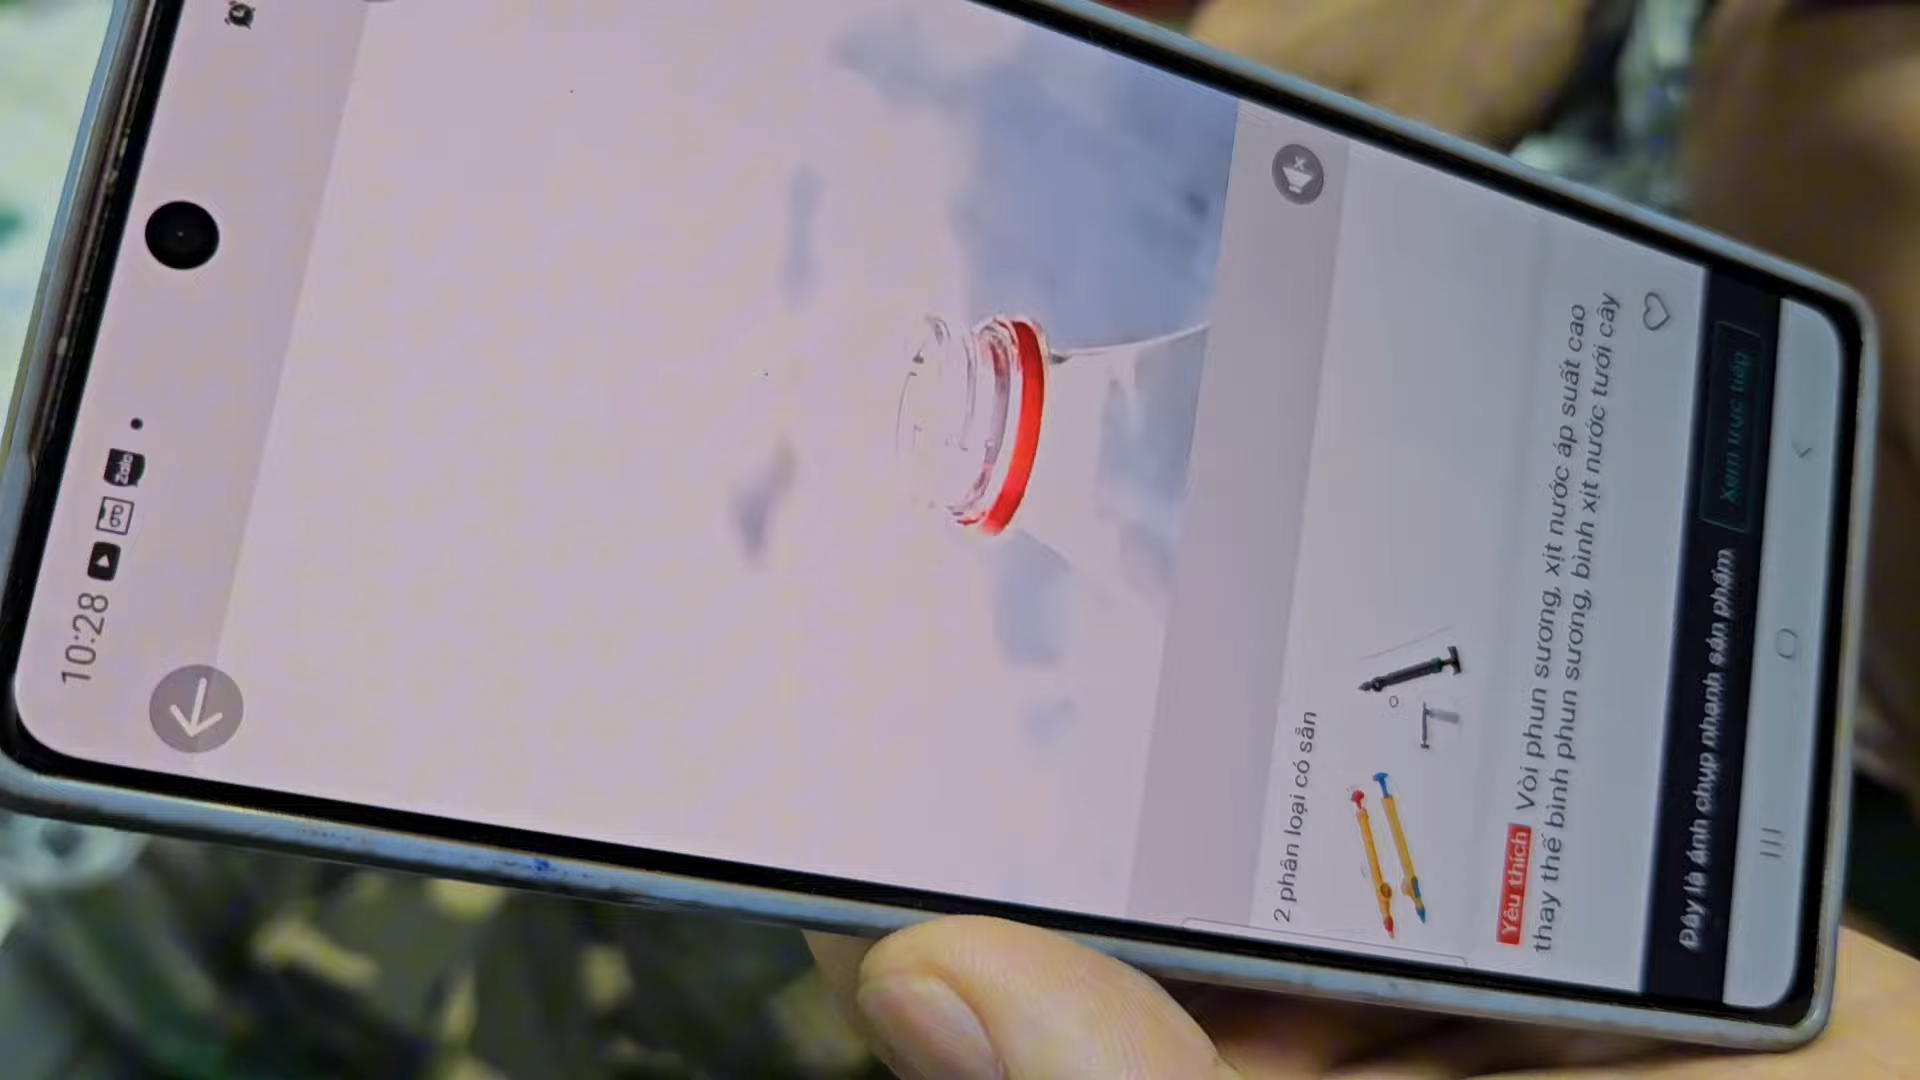 10:28
Zalo
2 phân loại có sẵn
Yêu thích Vòi phun sương, xịt nước áp suất cao
thay thế bình phun sương, bình xịt nước tưới cây
Đây là ảnh chụp nhanh sản phẩm Xem trực tiếp